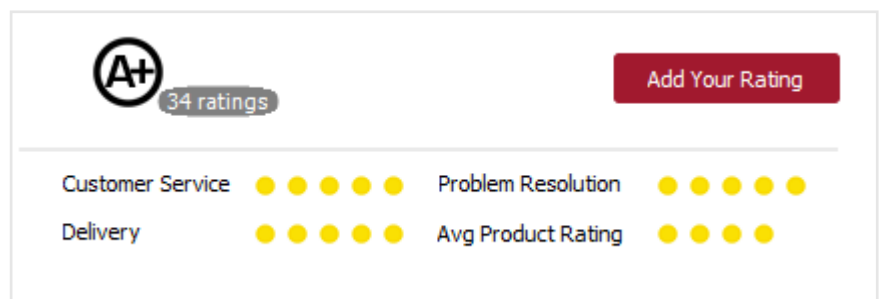 A+
34 ratings
Add Your Rating
Customer Service
Problem Resolution
Delivery
Avg Product Rating